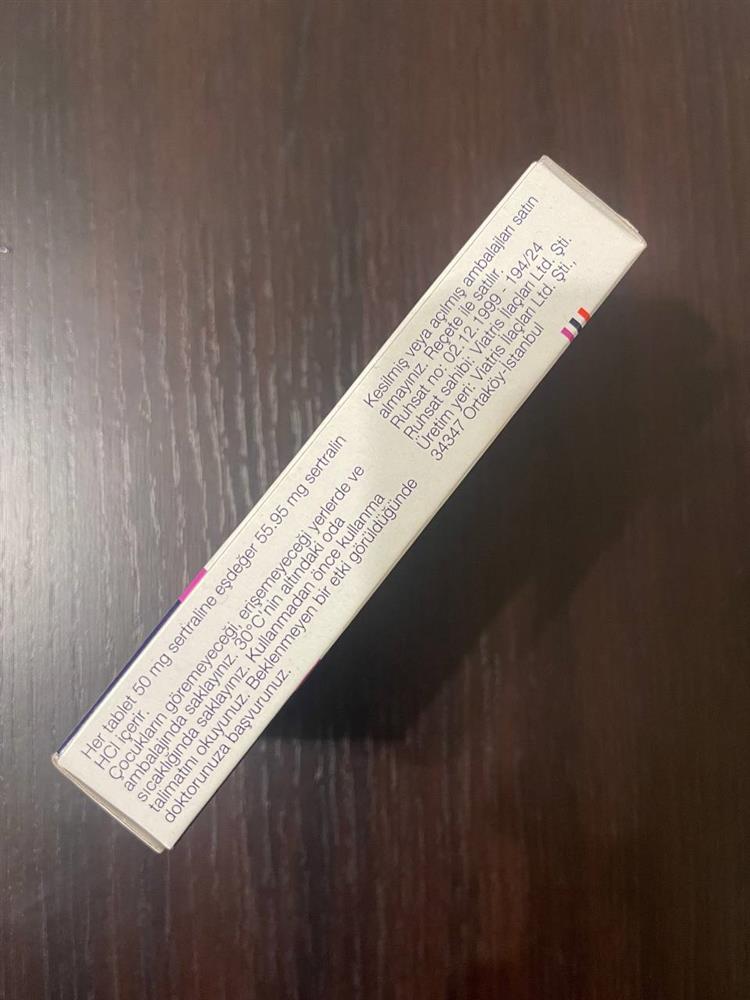 Her tablet 50 mg sertraline eşdeğer 55.95 mg sertralin
HCl içerir.
Çocukların göremeyeceği, erişemeyeceği yerlerde ve
ambalajında saklayınız. 30°C'nin altındaki oda
sıcaklığında saklayınız. Kullanmadan önce kullanma
talimatını okuyunuz. Beklenmeyen bir etki görüldüğünde
doktorunuza başvurunuz.
Kesilmiş veya açılmış ambalajları satın
almayınız. Reçete ile satılır.
Ruhsat no: 02.12.1999 - 194/24
Ruhsat sahibi: Viatris İlaçları Ltd. Şti.
Üretim yeri: Viatris İlaçları Ltd. Şti.,
34347 Ortaköy-İstanbul